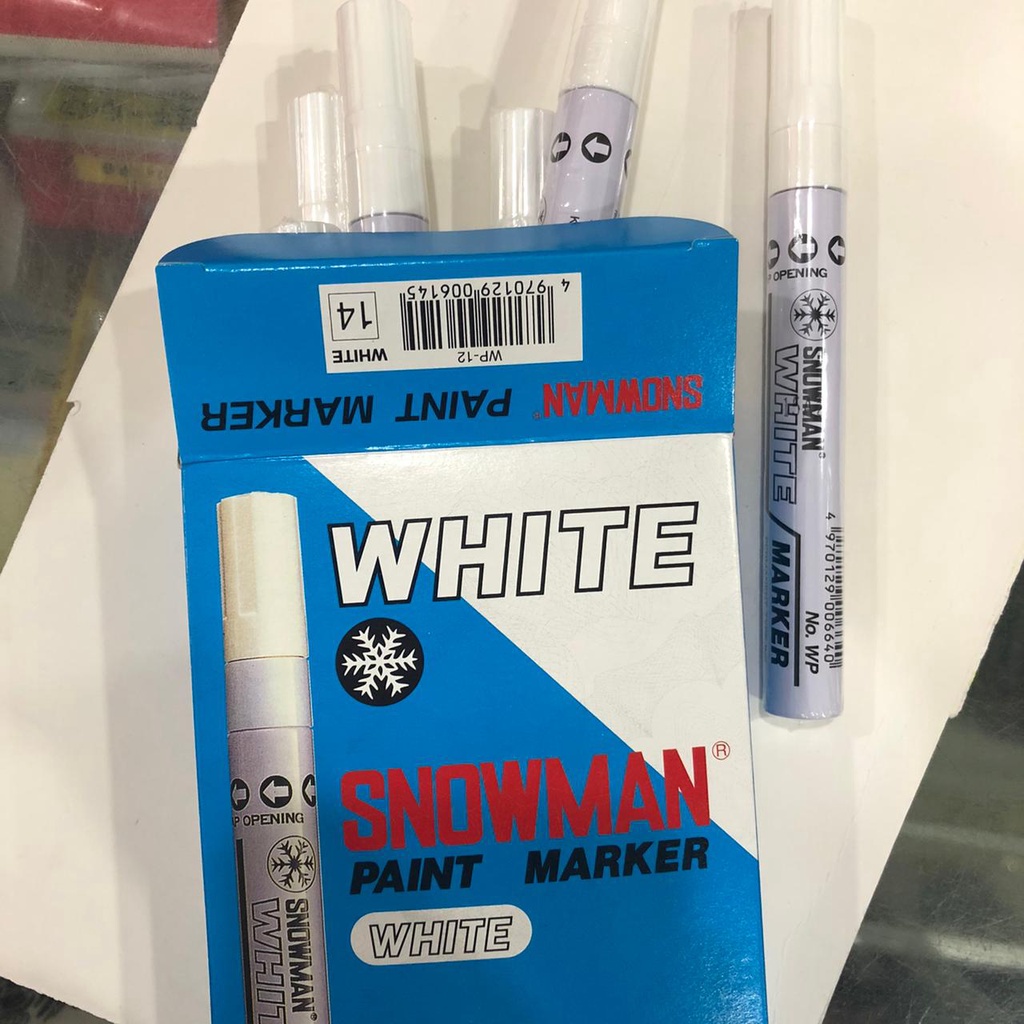 WHITE
14
4 970129 006145
WP-12
SNOWMAN®
PAINT MARKER
WHITE
SNOWMAN®
PAINT MARKER
WHITE
P OPENING
SNOWMAN®
WHI
P OPENING
SNOWMAN®
WHITE MARKER
No. WP
4 970129 006640